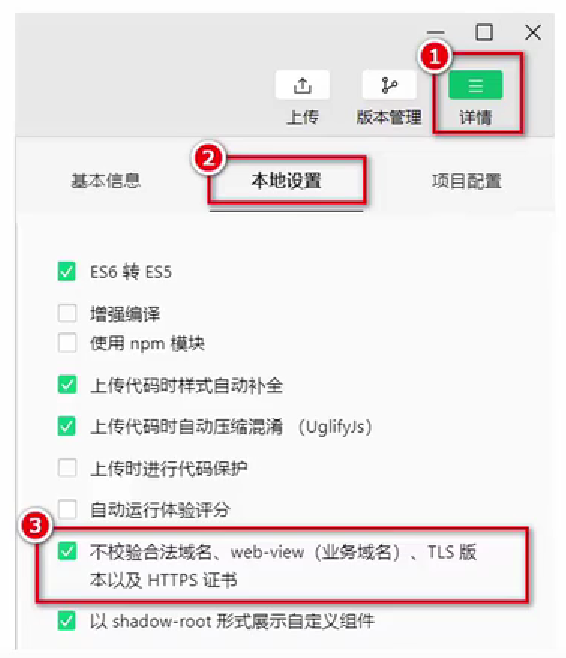 1
上传
版本管理
详情
2
基本信息
本地设置
项目配置
ES6 转 ES5
增强编译
使用 npm 模块
上传代码时样式自动补全
上传代码时自动压缩混淆 （UglifyJs）
上传时进行代码保护
自动运行体验评分
3
不校验合法域名、web-view（业务域名）、TLS 版
本以及 HTTPS 证书
以 shadow-root 形式展示自定义组件